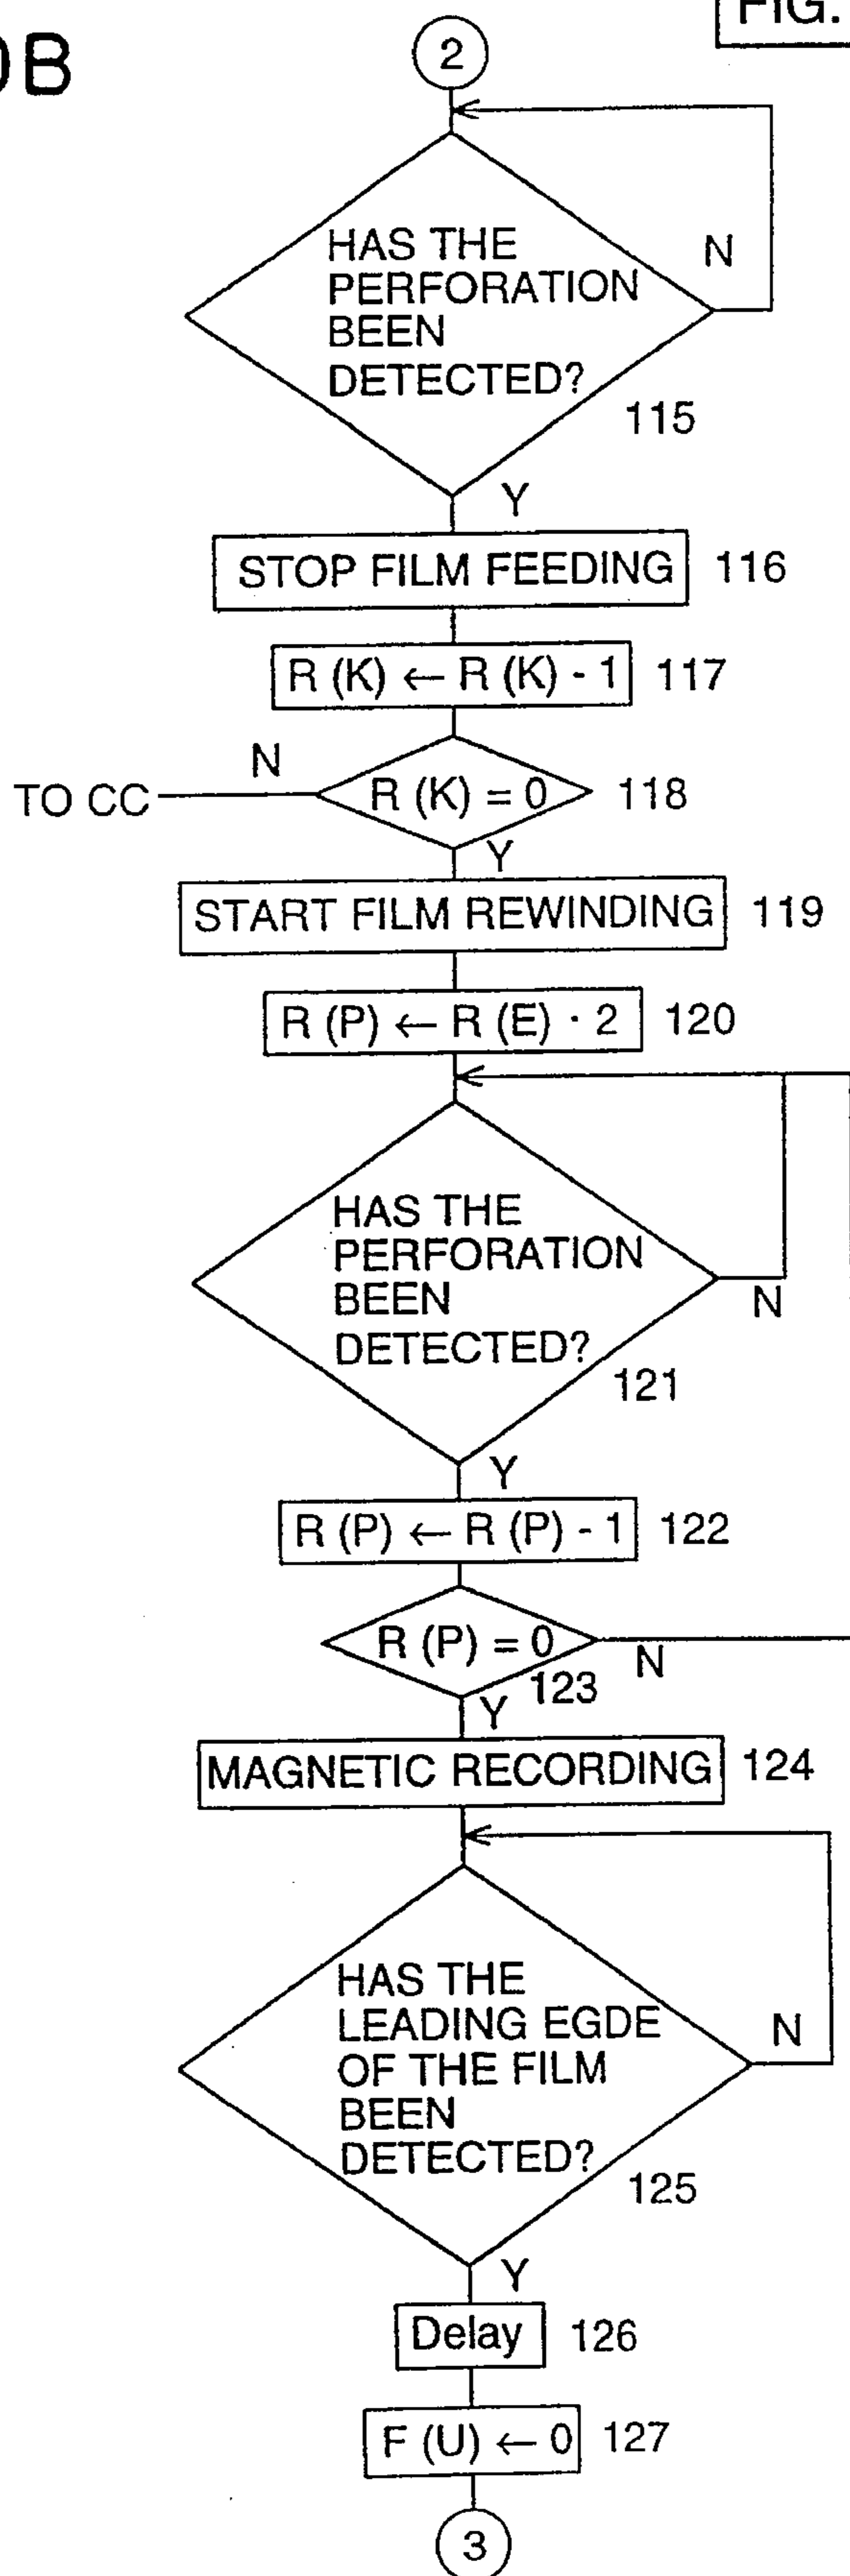 FIG.
0B
2
HAS THE
PERFORATION
BEEN
DETECTED?
N
115
Y
STOP FILM FEEDING 116
R (K) ← R (K) - 1 117
TO CC N R (K) = 0 118
Y
START FILM REWINDING 119
R (P) ← R (E) · 2 120
HAS THE
PERFORATION
BEEN
DETECTED?
N
121
Y
R (P) ← R (P) - 1 122
R (P) = 0 N
123
Y
MAGNETIC RECORDING 124
HAS THE
LEADING EGDE
OF THE FILM
BEEN
DETECTED?
N
125
Y
Delay 126
F (U) ← 0 127
3